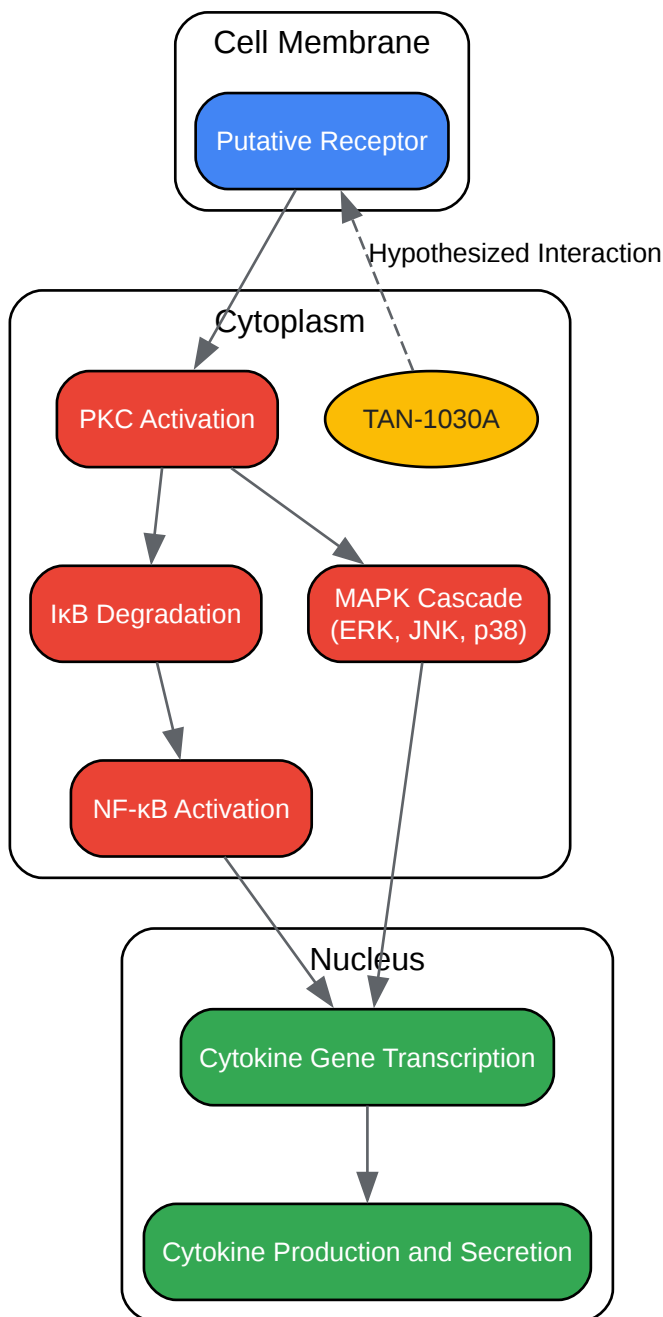 Cell Membrane
Putative Receptor
Hypothesized Interaction
Cytoplasm
PKC Activation
TAN-1030A
IκB Degradation
MAPK Cascade
(ERK, JNK, p38)
NF-κB Activation
Nucleus
Cytokine Gene Transcription
Cytokine Production and Secretion